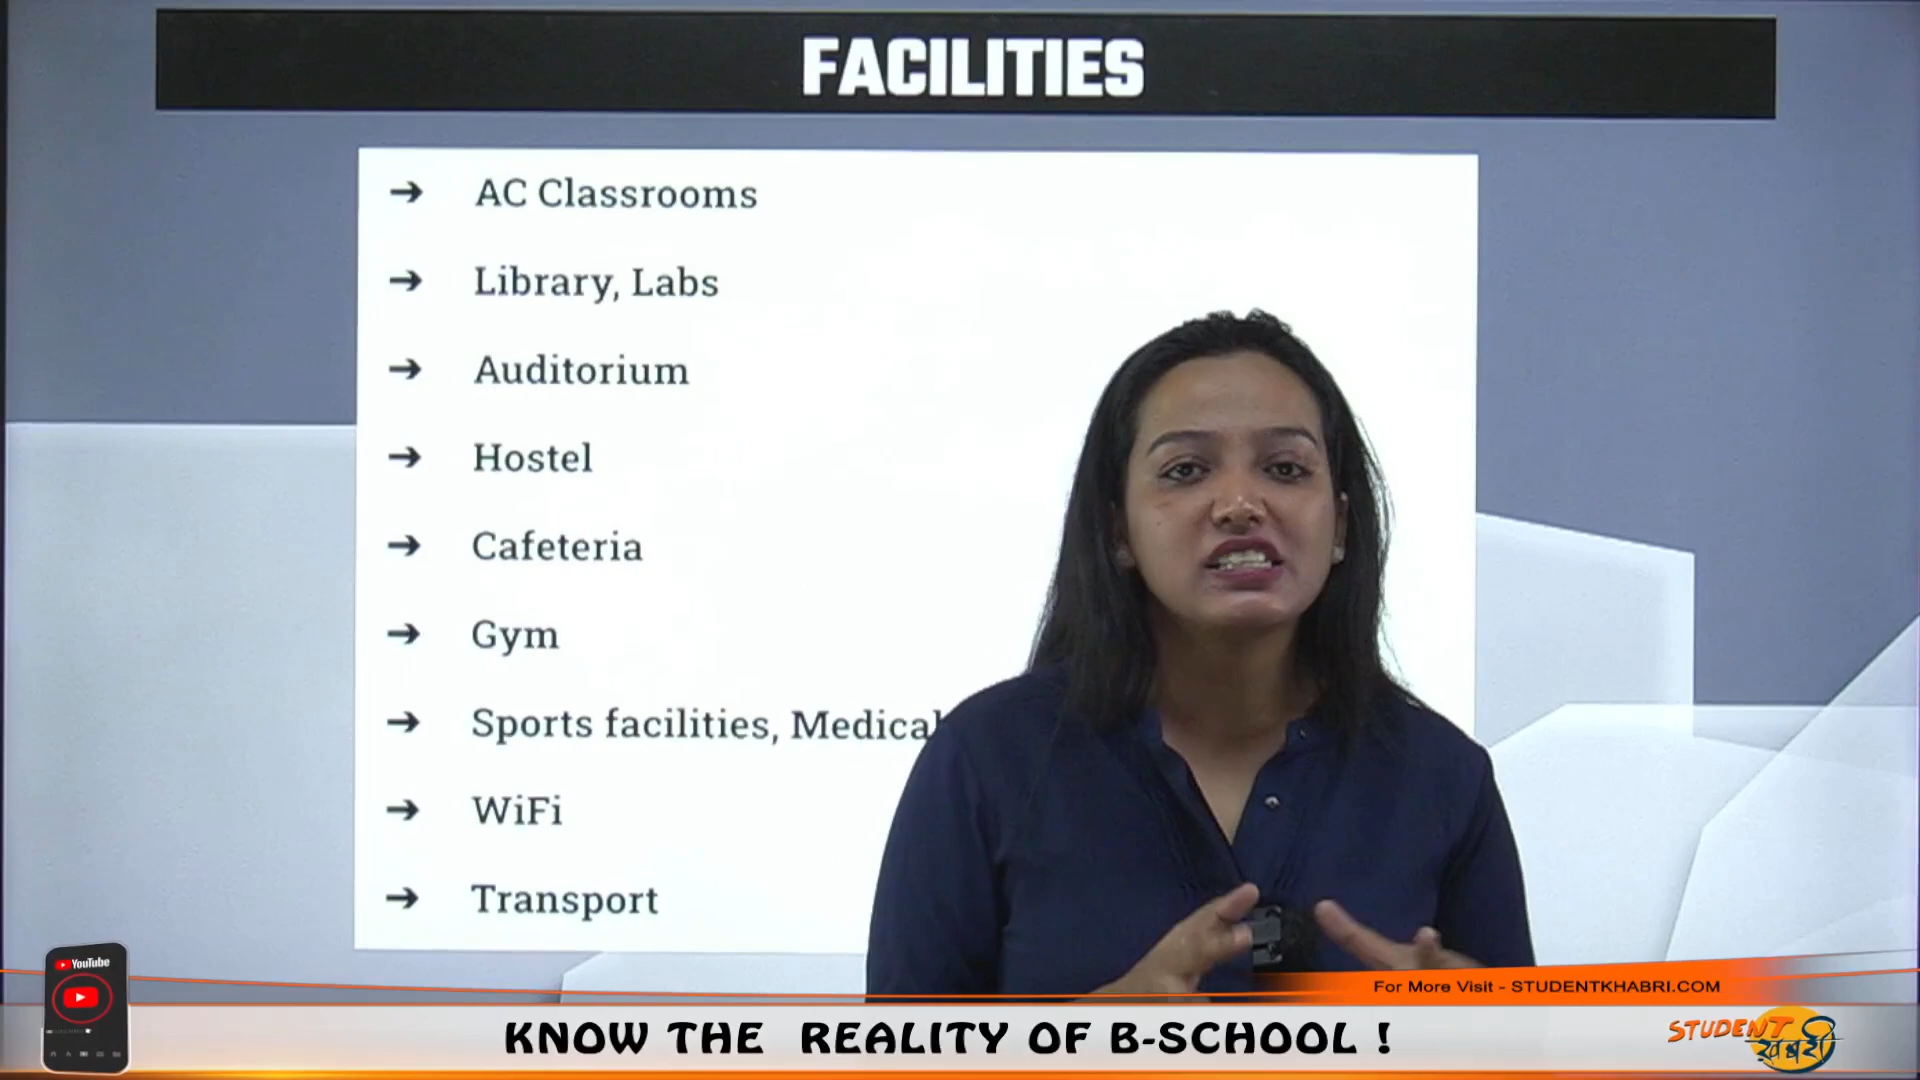 FACILITIES
➔ AC Classrooms
➔ Library, Labs
➔ Auditorium
➔ Hostel
➔ Cafeteria
➔ Gym
➔ Sports facilities, Medical
➔ WiFi
➔ Transport
YouTube
For More Visit - STUDENTKHABRI.COM
KNOW THE REALITY OF B-SCHOOL !
STUDENT
ख़बरी